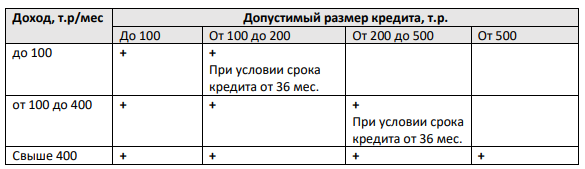 Доход, т.р/мес Допустимый размер кредита, т.р.
До 100 От 100 до 200 От 200 до 500 От 500
до 100 + +
При условии срока
кредита от 36 мес.
от 100 до 400 + + +
При условии срока
кредита от 36 мес.
Свыше 400 + + + +